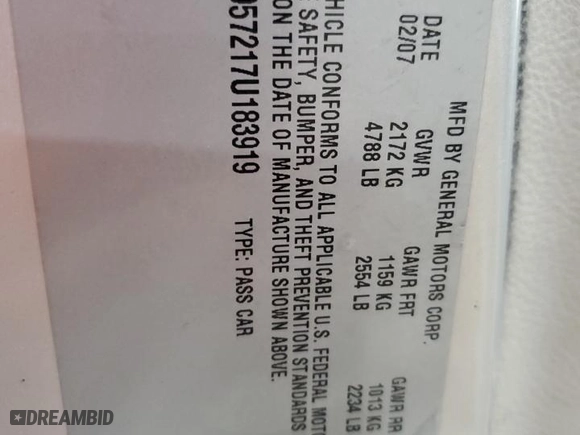 MFD BY GENERAL MOTORS CORP.
DATE GVWR GAWR FRT GAWR RR
02/07 2172 KG 1159 KG 1013 KG
4788 LB 2554 LB 2234 LB
CONFORMS TO ALL APPLICABLE U.S. FEDERAL
SAFETY, BUMPER, AND THEFT PREVENTION STANDARDS
ON THE DATE OF MANUFACTURE SHOWN ABOVE.
57217U183919 TYPE: PASS CAR
DREAMBID